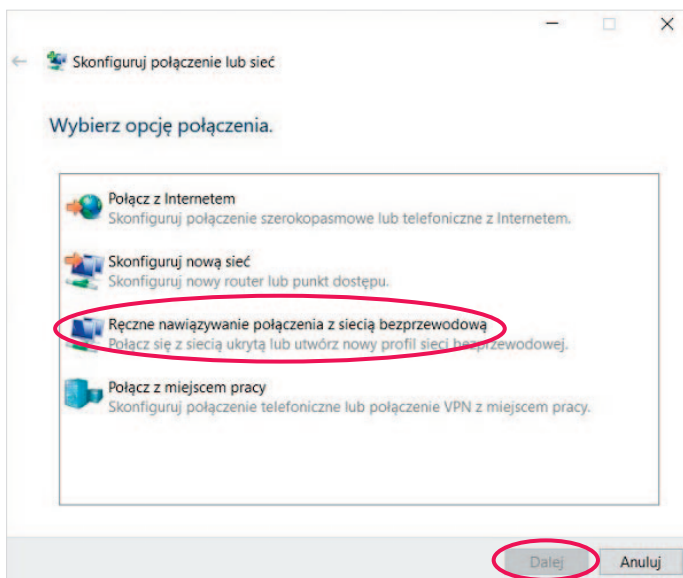 Skonfiguruj połączenie lub sieć
Wybierz opcję połączenia.
Połącz z Internetem
Skonfiguruj połączenie szerokopasmowe lub telefoniczne z Internetem.
Skonfiguruj nową sieć
Skonfiguruj nowy router lub punkt dostępu.
Ręczne nawiązywanie połączenia z siecią bezprzewodową
Połącz się z siecią ukrytą lub utwórz nowy profil sieci bezprzewodowej.
Połącz z miejscem pracy
Skonfiguruj połączenie telefoniczne lub połączenie VPN z miejscem pracy.
Dalej Anuluj